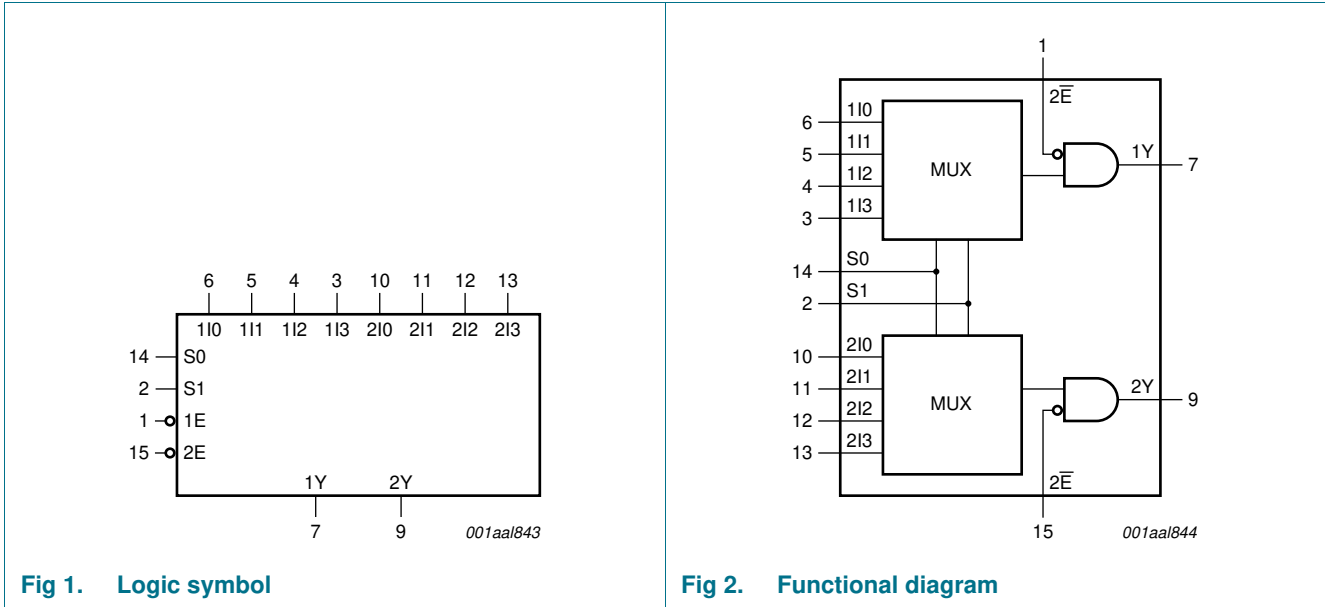 6 5 4 3 10 11 12 13
1I0 1I1 1I2 1I3 2I0 2I1 2I2 2I3
14 S0
2 S1
1 1E
15 2E
1Y 2Y
7 9 001aal843
Fig 1. Logic symbol
1
2E̅
6 1I0
5 1I1
4 1I2
3 1I3
MUX
1Y 7
14 S0
2 S1
10 2I0
11 2I1
12 2I2
13 2I3
MUX
2Y 9
2E̅
15 001aal844
Fig 2. Functional diagram